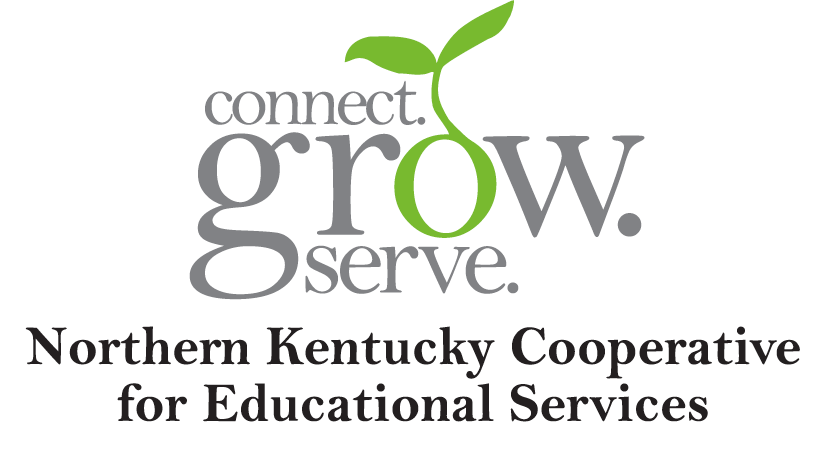 connect.
grow.
serve.
Northern Kentucky Cooperative
for Educational Services